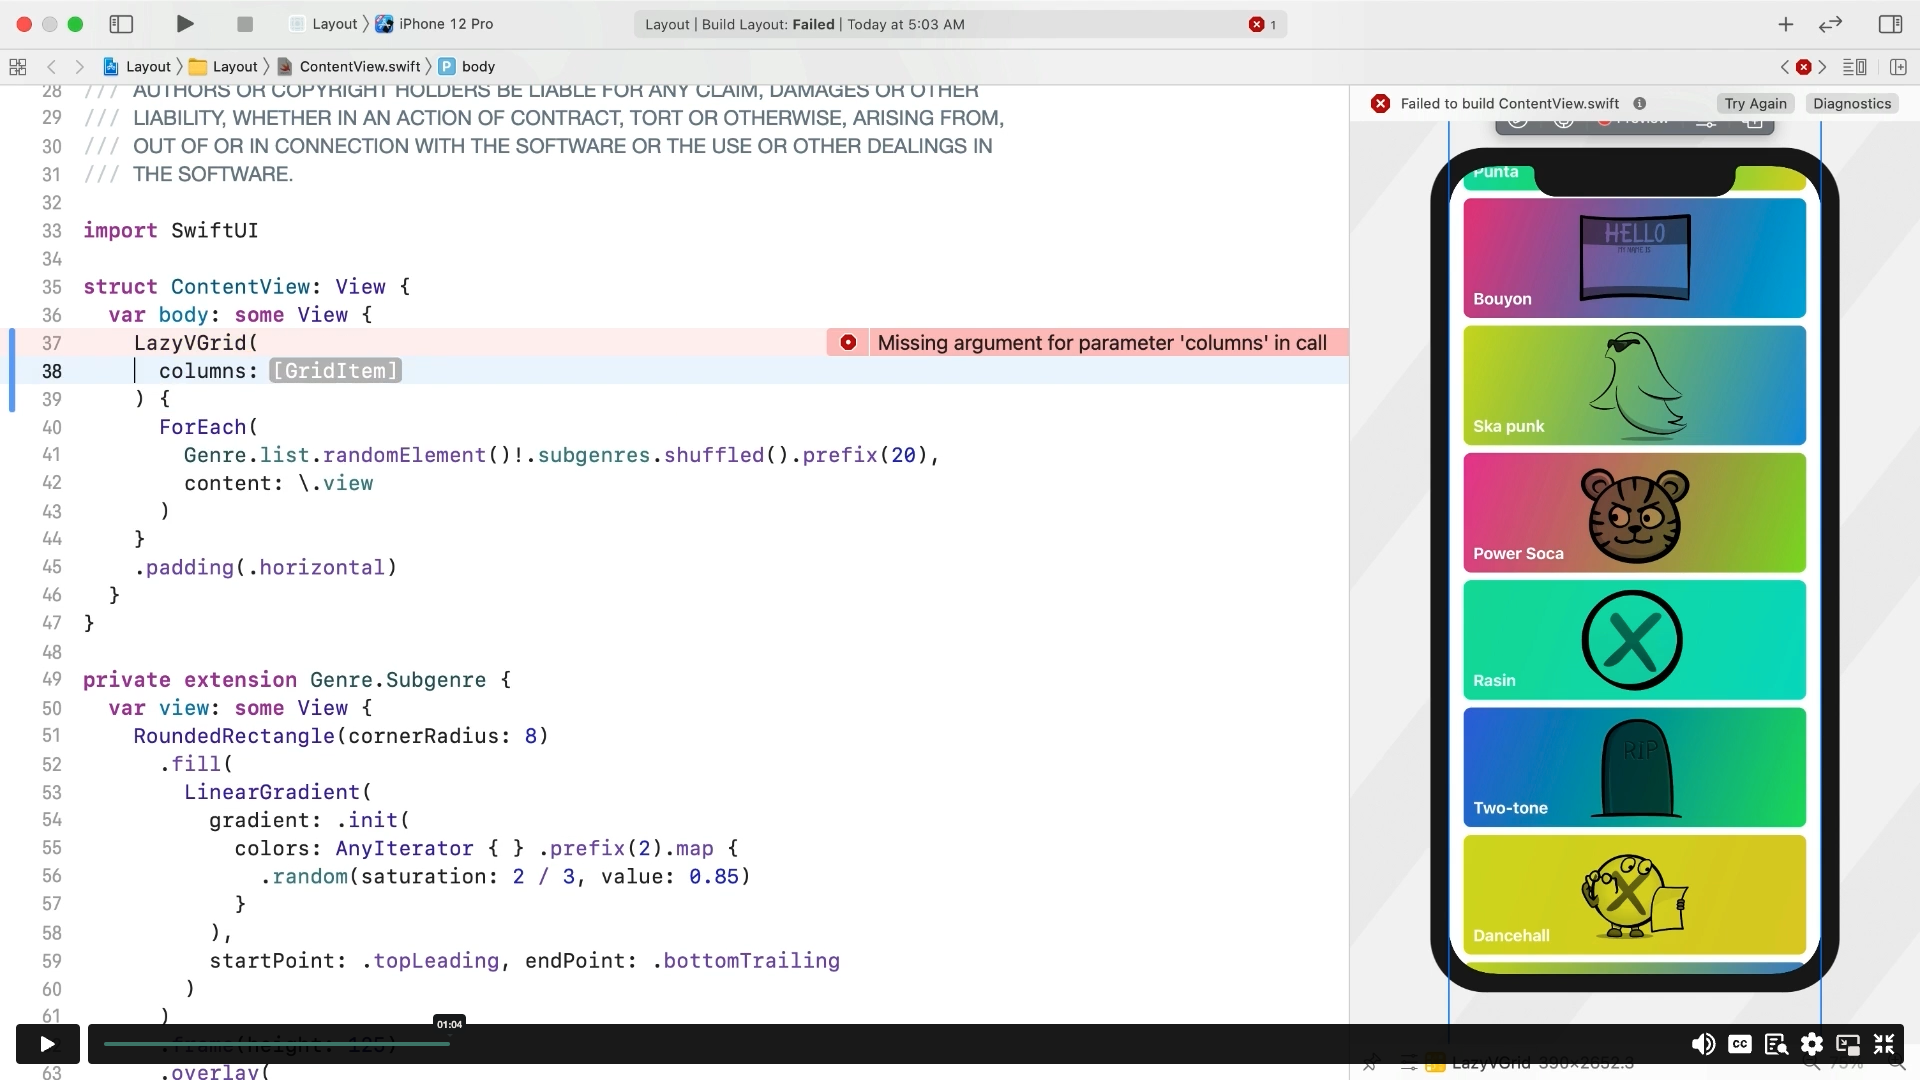 Layout 〉 iPhone 12 Pro
Layout | Build Layout: Failed | Today at 5:03 AM
1
Layout 〉 Layout 〉 ContentView.swift 〉 P body
28 /// AUTHORS OR COPYRIGHT HOLDERS BE LIABLE FOR ANY CLAIM, DAMAGES OR OTHER
29 /// LIABILITY, WHETHER IN AN ACTION OF CONTRACT, TORT OR OTHERWISE, ARISING FROM,
30 /// OUT OF OR IN CONNECTION WITH THE SOFTWARE OR THE USE OR OTHER DEALINGS IN
31 /// THE SOFTWARE.
32
33 import SwiftUI
34
35 struct ContentView: View {
36 var body: some View {
37 LazyVGrid(
Missing argument for parameter 'columns' in call
38 columns: [GridItem]
39 ) {
40 ForEach(
41 Genre.list.randomElement()!.subgenres.shuffled().prefix(20),
42 content: \.view
43 )
44 }
45 .padding(.horizontal)
46 }
47 }
48
49 private extension Genre.Subgenre {
50 var view: some View {
51 RoundedRectangle(cornerRadius: 8)
52 .fill(
53 LinearGradient(
54 gradient: .init(
55 colors: AnyIterator { } .prefix(2).map {
56 .random(saturation: 2 / 3, value: 0.85)
57 }
58 ),
59 startPoint: .topLeading, endPoint: .bottomTrailing
60 )
61 )
.frame(height: 125)
63 .overlay(
01:04
Failed to build ContentView.swift
Try Again
Diagnostics
Preview
Punta
HELLO
MY NAME IS
Bouyon
Ska punk
Power Soca
Rasin
RIP
Two-tone
Dancehall
CC
LazyVGrid 390×2652.3
75%